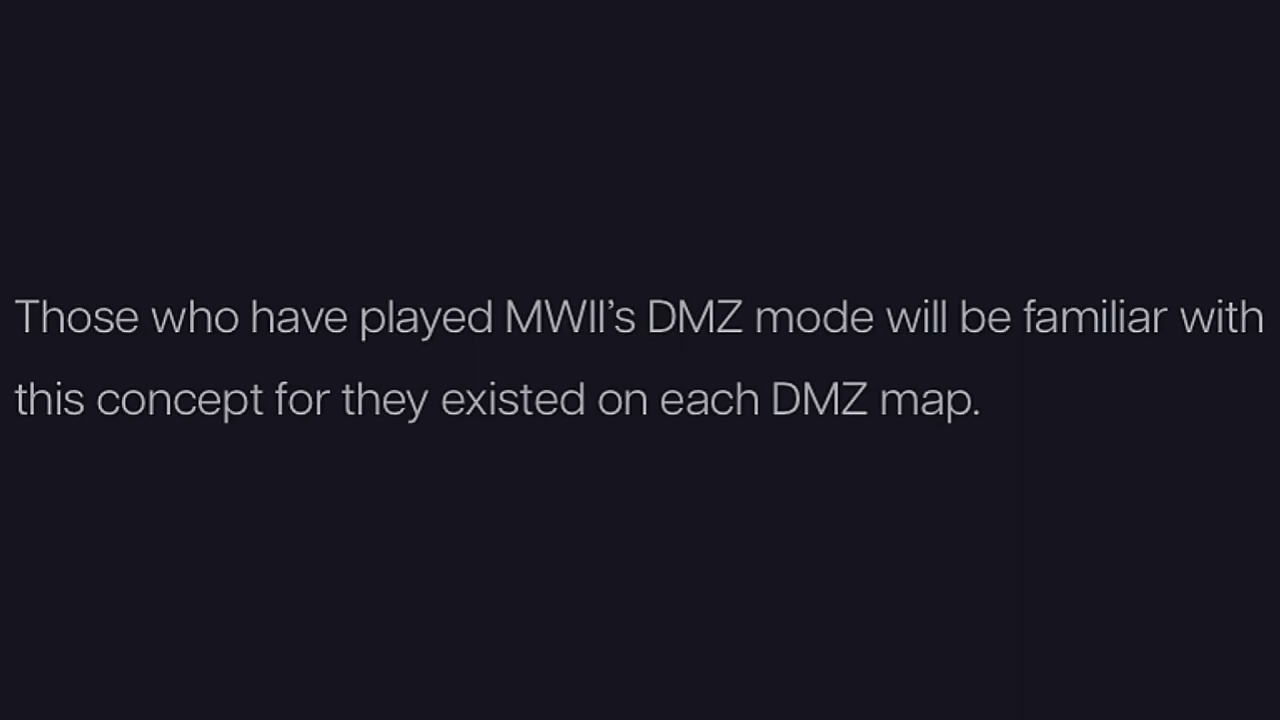 Those who have played MWII’s DMZ mode will be familiar with
this concept for they existed on each DMZ map.